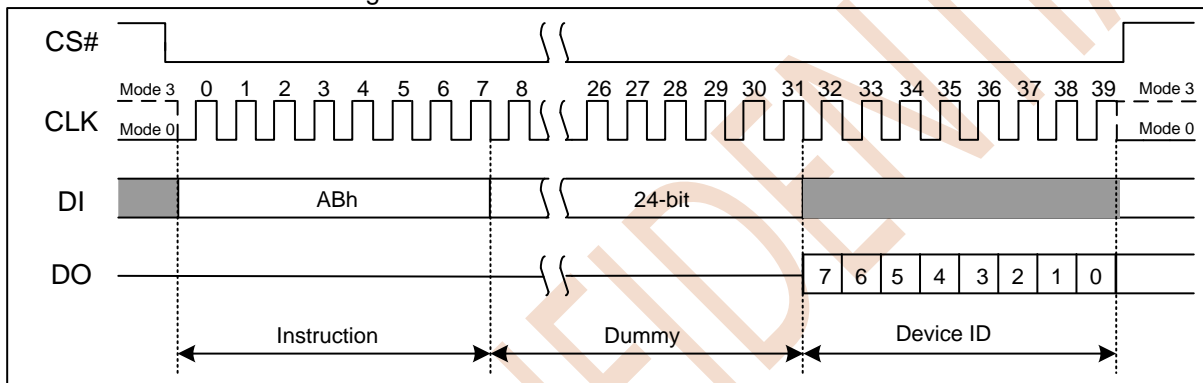 CS#
Mode 3 0 1 2 3 4 5 6 7 8 26 27 28 29 30 31 32 33 34 35 36 37 38 39 Mode 3
CLK
Mode 0 Mode 0
DI ABh 24-bit
DO 7 6 5 4 3 2 1 0
Instruction Dummy Device ID